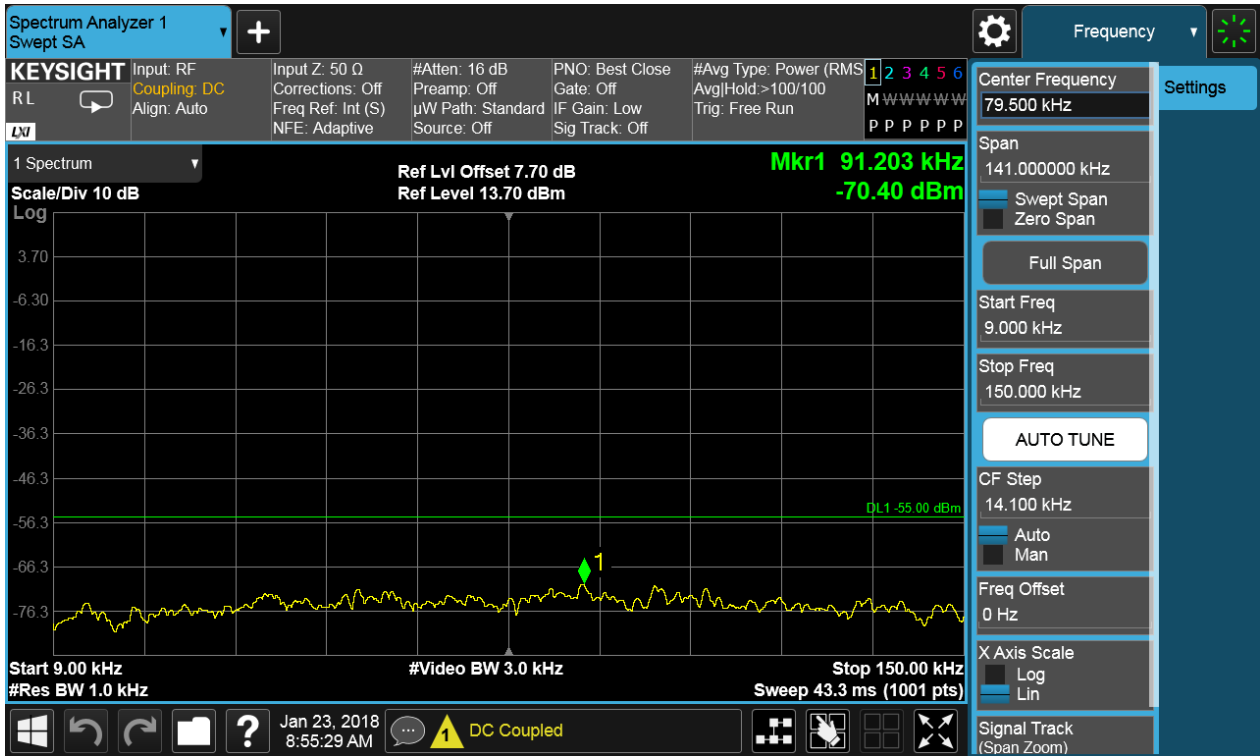 Spectrum Analyzer 1
Swept SA
+
Frequency
KEYSIGHT
RL
LXI
Input: RF
Coupling: DC
Align: Auto
Input Z: 50 Ω
Corrections: Off
Freq Ref: Int (S)
NFE: Adaptive
#Atten: 16 dB
Preamp: Off
µW Path: Standard
Source: Off
PNO: Best Close
Gate: Off
IF Gain: Low
Sig Track: Off
#Avg Type: Power (RMS
Avg|Hold:>100/100
Trig: Free Run
1 2 3 4 5 6
M W W W W W
P P P P P P
1 Spectrum
Scale/Div 10 dB
Log
Ref Lvl Offset 7.70 dB
Ref Level 13.70 dBm
Mkr1 91.203 kHz
-70.40 dBm
3.70
-6.30
-16.3
-26.3
-36.3
-46.3
-56.3
-66.3
-76.3
DL1 -55.00 dBm
1
Start 9.00 kHz
#Res BW 1.0 kHz
#Video BW 3.0 kHz
Stop 150.00 kHz
Sweep 43.3 ms (1001 pts)
Center Frequency
79.500 kHz
Span
141.000000 kHz
Swept Span
Zero Span
Full Span
Start Freq
9.000 kHz
Stop Freq
150.000 kHz
AUTO TUNE
CF Step
14.100 kHz
Auto
Man
Freq Offset
0 Hz
X Axis Scale
Log
Lin
Signal Track
(Span Zoom)
Settings
?
Jan 23, 2018
8:55:29 AM
1
DC Coupled